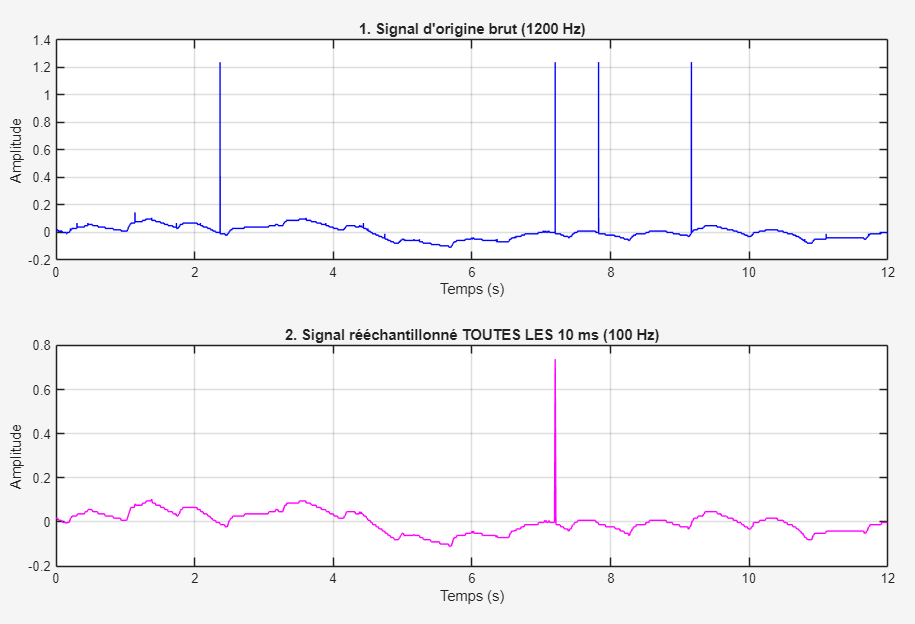 1. Signal d'origine brut (1200 Hz)
1.4
1.2
1
0.8
0.6
0.4
0.2
0
-0.2
Amplitude
0 2 4 6 8 10 12
Temps (s)
2. Signal rééchantillonné TOUTES LES 10 ms (100 Hz)
0.8
0.6
0.4
0.2
0
-0.2
Amplitude
0 2 4 6 8 10 12
Temps (s)